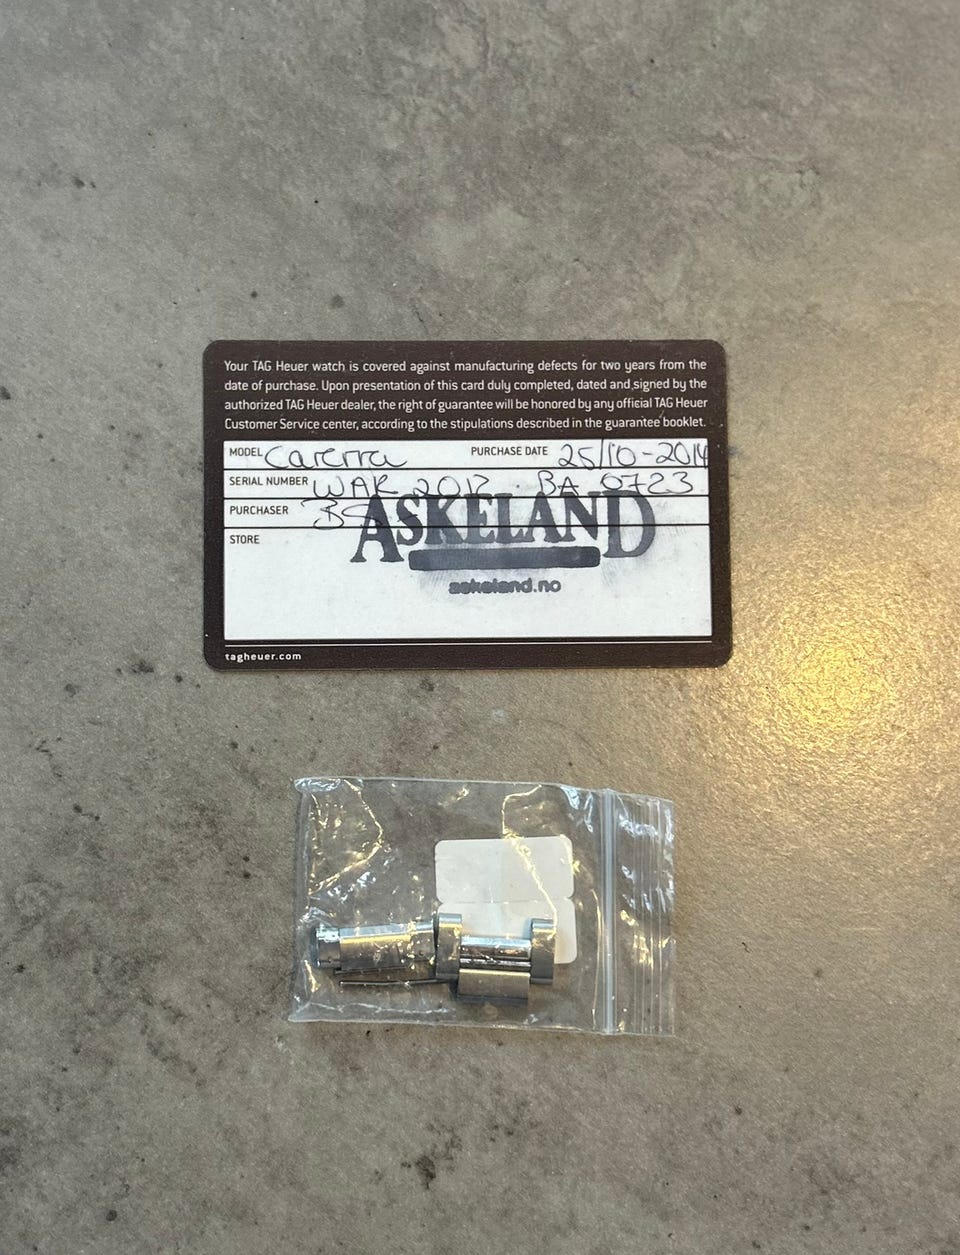 Your TAG Heuer watch is covered against manufacturing defects for two years from the
date of purchase. Upon presentation of this card duly completed, dated and signed by the
authorized TAG Heuer dealer, the right of guarantee will be honored by any official TAG Heuer
Customer Service center, according to the stipulations described in the guarantee booklet.
MODEL Carerra PURCHASE DATE 25/10-2014
SERIAL NUMBER WAR 2012 . BA 0723
PURCHASER
ASKELAND
STORE
askeland.no
tagheuer.com